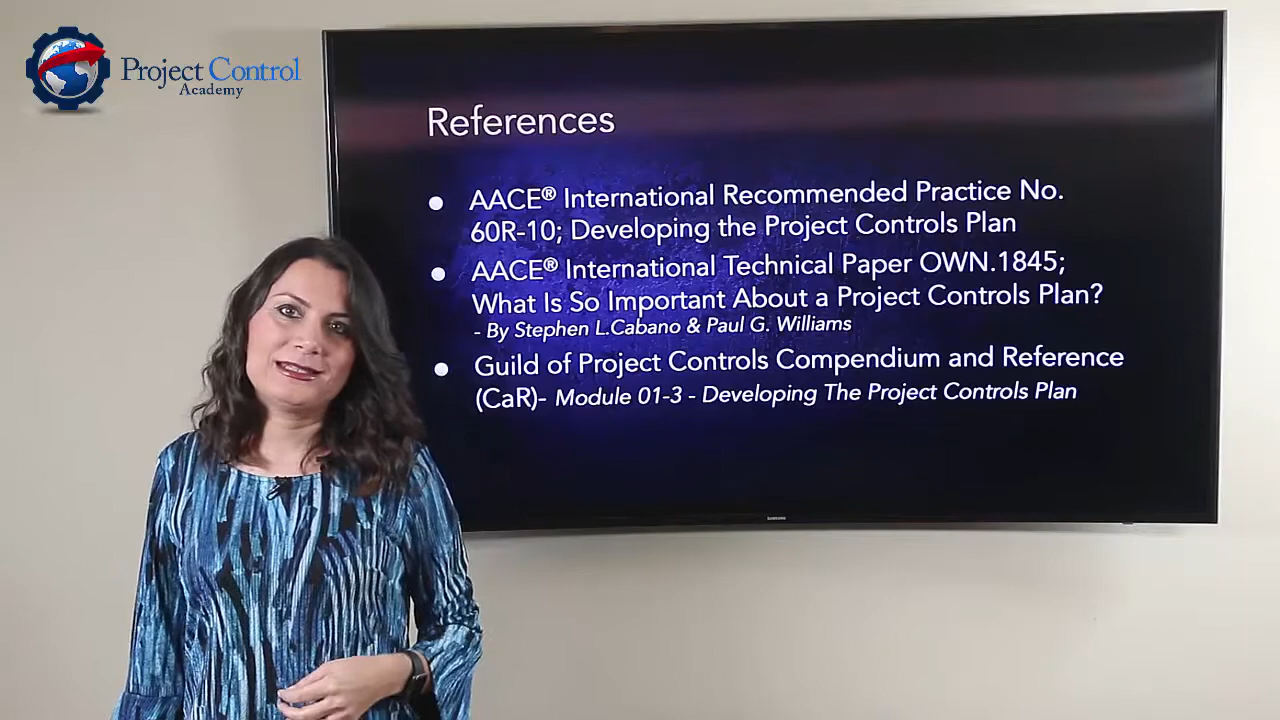 Project Control
Academy
References
• AACE® International Recommended Practice No.
60R-10; Developing the Project Controls Plan
• AACE® International Technical Paper OWN.1845;
What Is So Important About a Project Controls Plan?
- By Stephen L.Cabano & Paul G. Williams
• Guild of Project Controls Compendium and Reference
(CaR)- Module 01-3 - Developing The Project Controls Plan
SAMSUNG